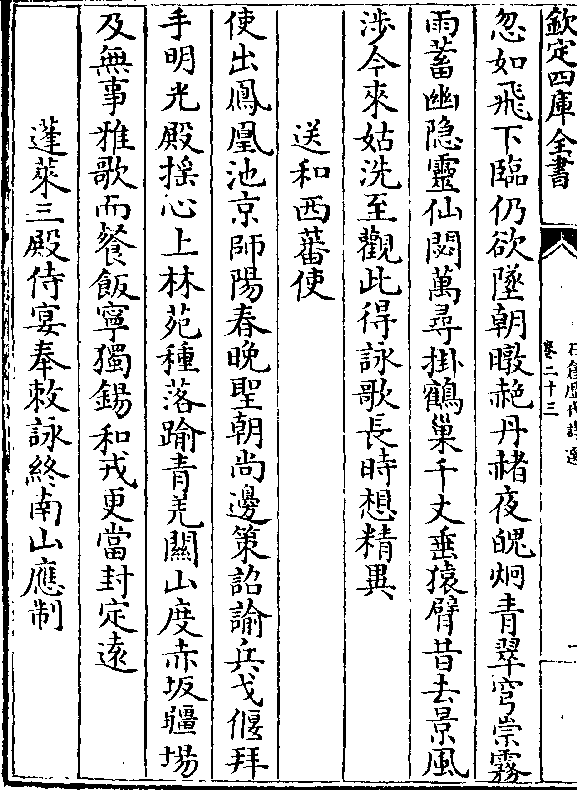 欽定四庫全書
卷二十三
忽如飛下臨仍欲墜朝暾赩丹赭夜魄炯青翠穹崇霧
雨蓄幽隐靈仙閟萬尋掛鶴巢千丈垂猿臂昔去景風
涉今來姑洗至觀此得詠歌長時想精異
送和西蕃使
使出鳳凰池京師陽春晚聖朝尚邊策詔諭兵戈偃拜
手明光殿揺心上林苑種落踰青羌關山度赤坂疆埸
及無事雅歌而餐飯寧獨錫和戎更當封定遠
蓬萊三殿侍宴奉敕詠終南山應制